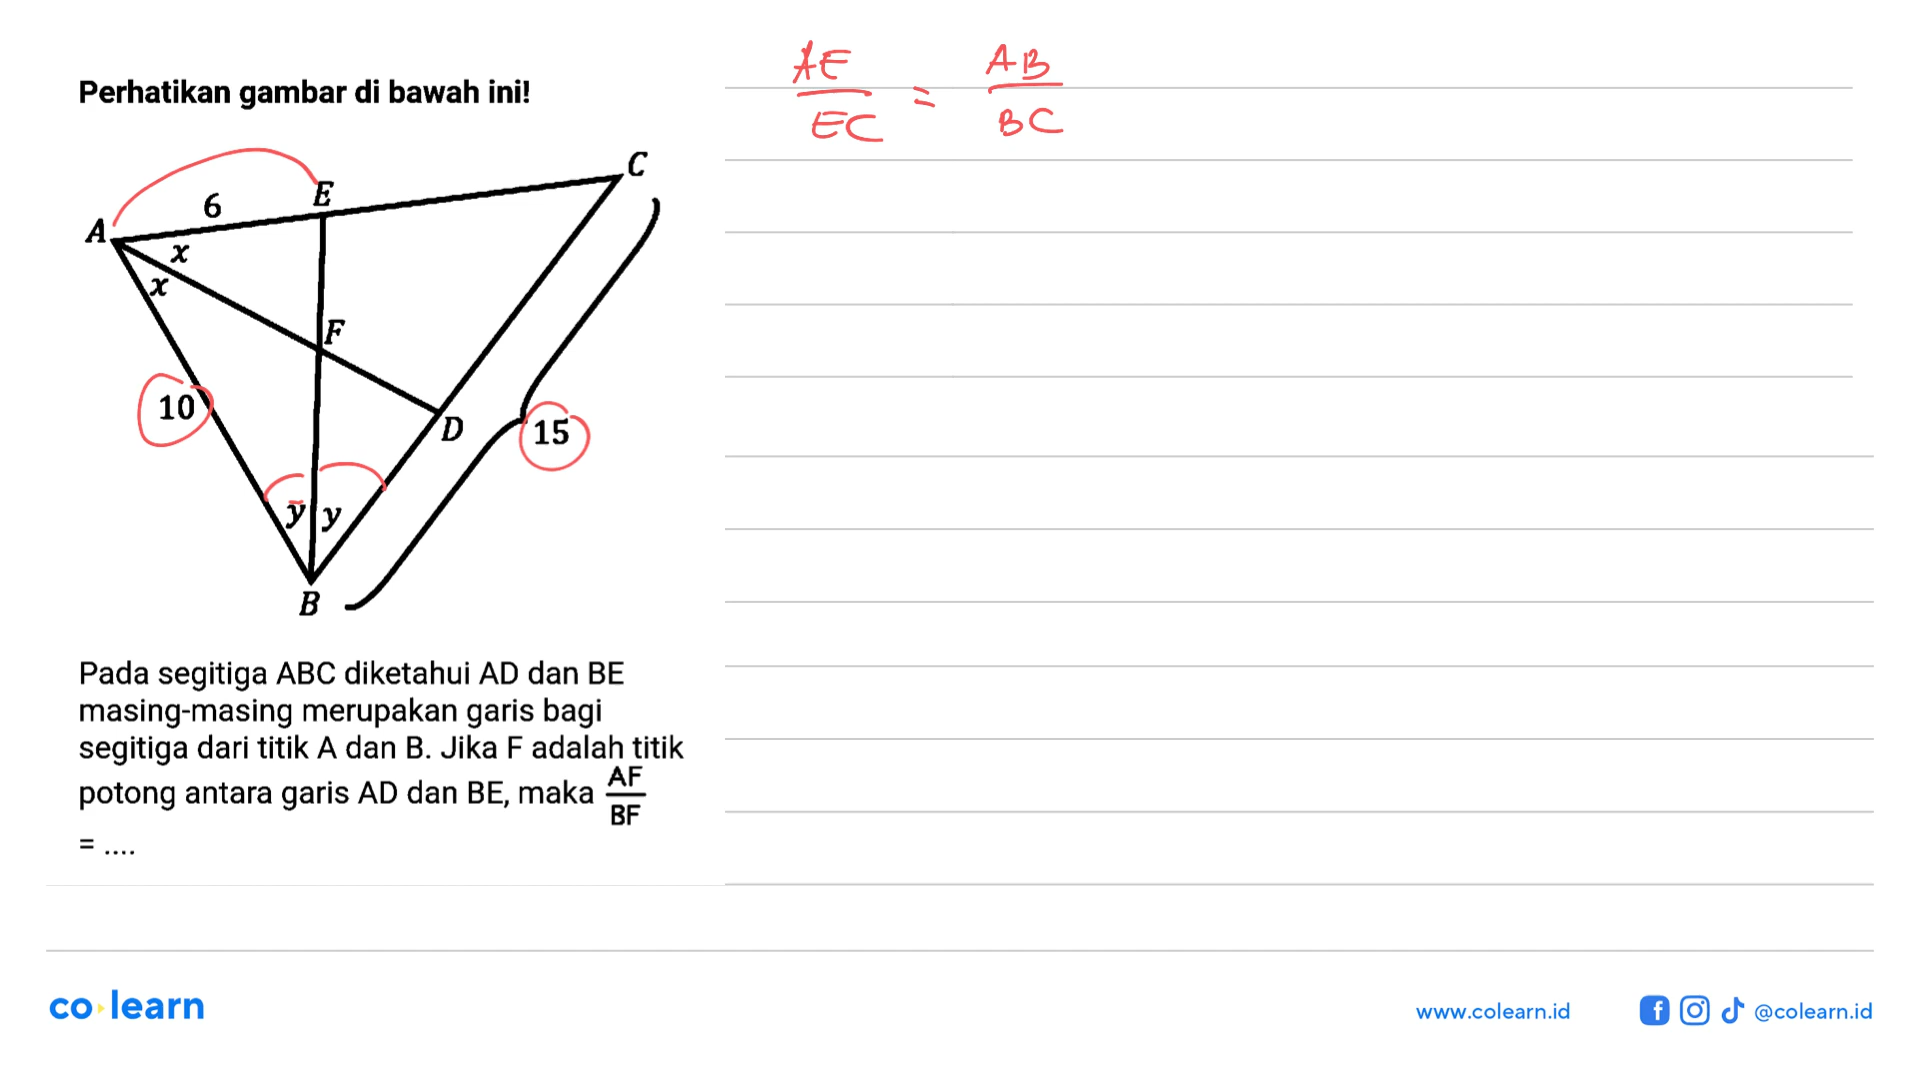 Perhatikan gambar di bawah ini!
AE / EC = AB / BC
C
E
6
A
x
x
F
10
D
15
y y
B
Pada segitiga ABC diketahui AD dan BE
masing-masing merupakan garis bagi
segitiga dari titik A dan B. Jika F adalah titik
potong antara garis AD dan BE, maka AF/BF
= ....
co learn
www.colearn.id
@colearn.id